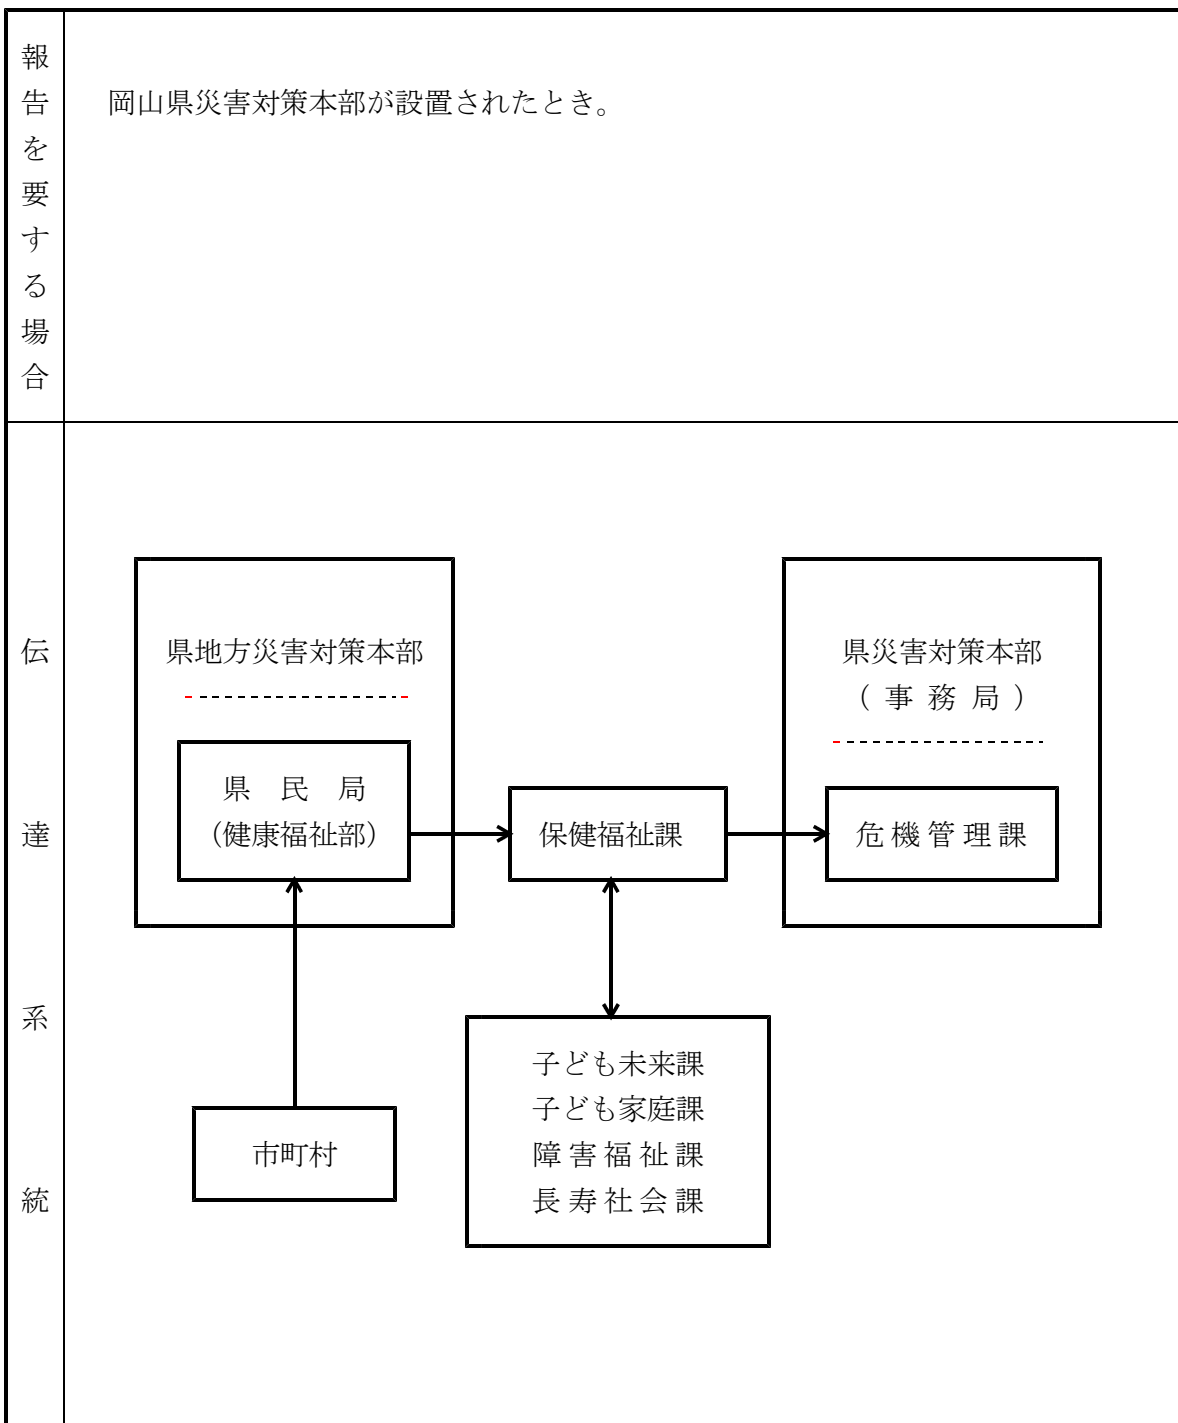 報告を要する場合
岡山県災害対策本部が設置されたとき。
伝達系統
県地方災害対策本部
県民局
（健康福祉部）
保健福祉課
県災害対策本部
（事務局）
危機管理課
市町村
子ども未来課
子ども家庭課
障害福祉課
長寿社会課